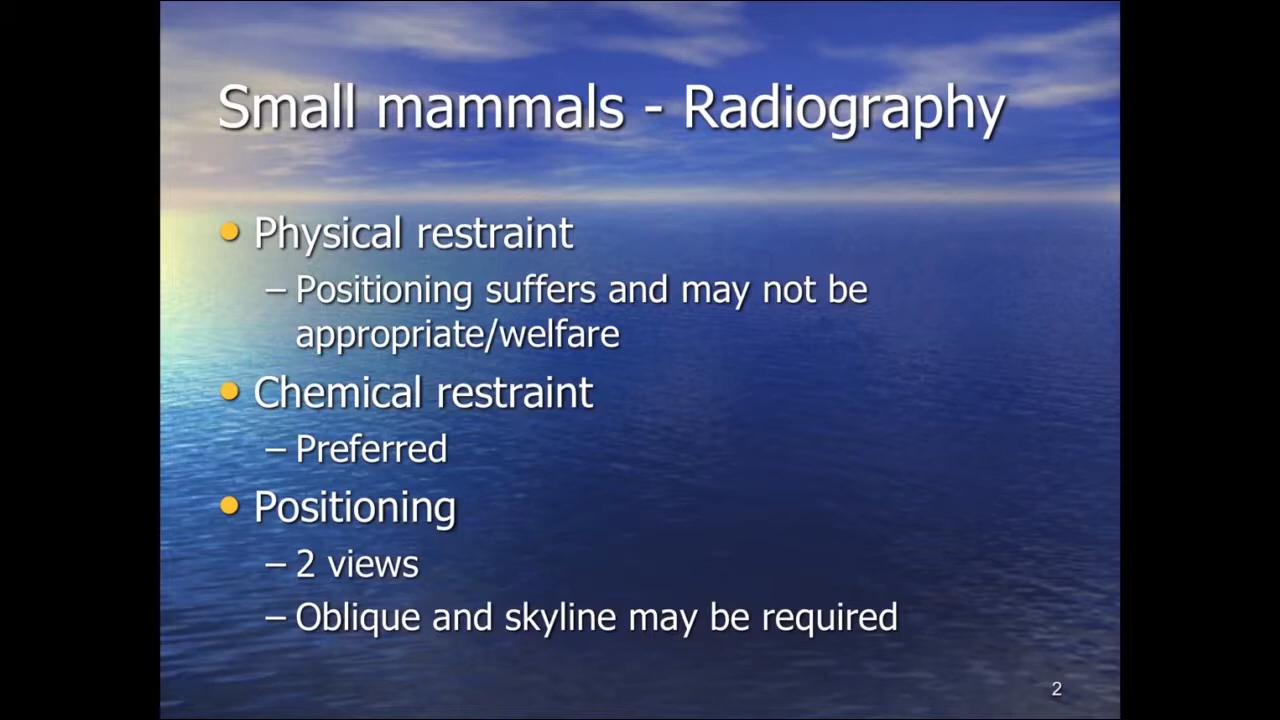 Small mammals - Radiography
• Physical restraint
– Positioning suffers and may not be
appropriate/welfare
• Chemical restraint
– Preferred
• Positioning
– 2 views
– Oblique and skyline may be required
2